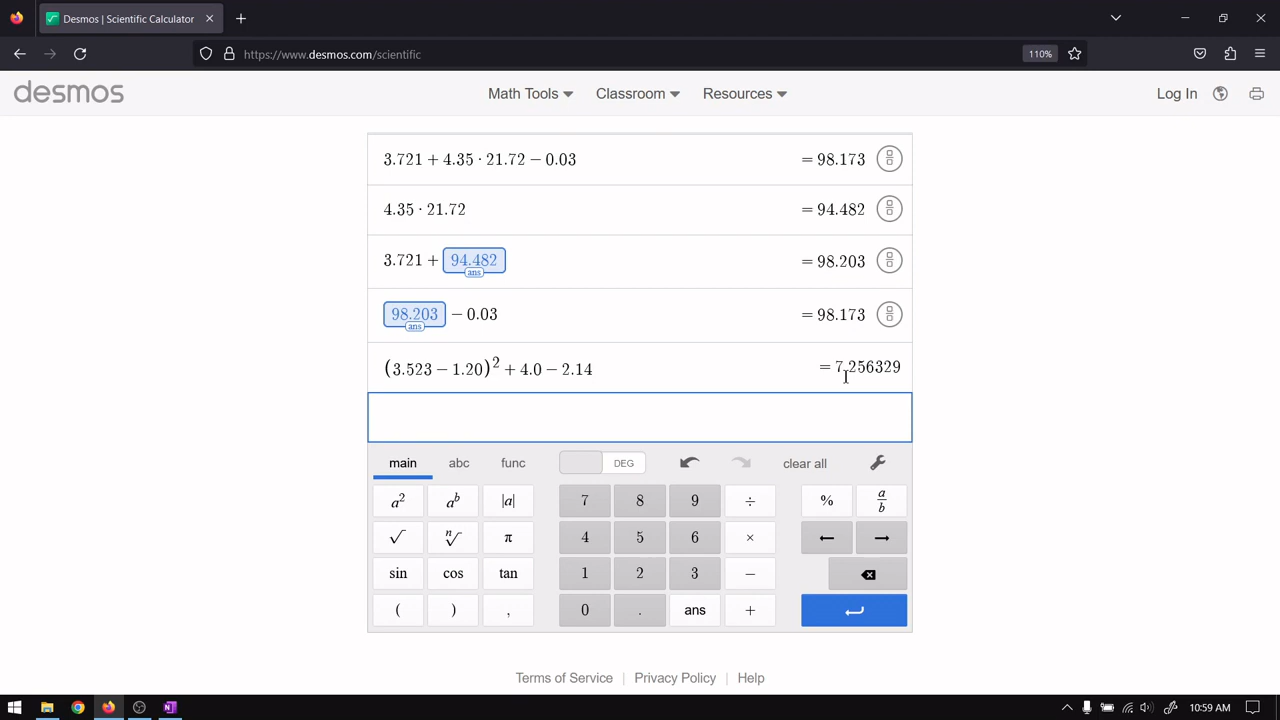 Desmos | Scientific Calculator
https://www.desmos.com/scientific
110%
desmos
Math Tools
Classroom
Resources
Log In
3.721 + 4.35 · 21.72 − 0.03 = 98.173
4.35 · 21.72 = 94.482
3.721 + 94.482 = 98.203
ans
98.203 − 0.03 = 98.173
ans
(3.523 − 1.20)² + 4.0 − 2.14 = 7.256329
main abc func DEG clear all
a² aᵇ |a| 7 8 9 ÷ % a/b
√ ⁿ√ π 4 5 6 × ← →
sin cos tan 1 2 3 −
( ) , 0 . ans +
Terms of Service | Privacy Policy | Help
10:59 AM